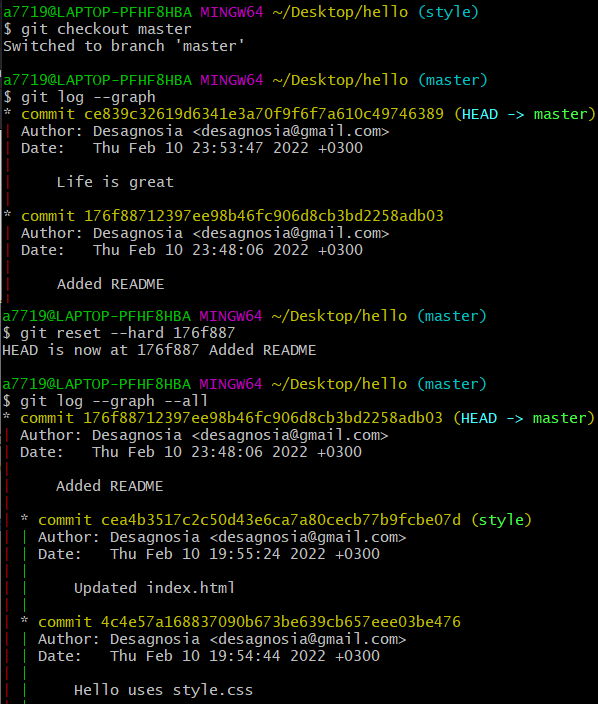 a7719@LAPTOP-PFHF8HBA MINGW64 ~/Desktop/hello (style)
$ git checkout master
Switched to branch 'master'
a7719@LAPTOP-PFHF8HBA MINGW64 ~/Desktop/hello (master)
$ git log --graph
* commit ce839c32619d6341e3a70f9f6f7a610c49746389 (HEAD -> master)
| Author: Desagnosia <desagnosia@gmail.com>
| Date:   Thu Feb 10 23:53:47 2022 +0300
|
|     Life is great
|
* commit 176f88712397ee98b46fc906d8cb3bd2258adb03
| Author: Desagnosia <desagnosia@gmail.com>
| Date:   Thu Feb 10 23:48:06 2022 +0300
|
|     Added README
|
a7719@LAPTOP-PFHF8HBA MINGW64 ~/Desktop/hello (master)
$ git reset --hard 176f887
HEAD is now at 176f887 Added README
a7719@LAPTOP-PFHF8HBA MINGW64 ~/Desktop/hello (master)
$ git log --graph --all
* commit 176f88712397ee98b46fc906d8cb3bd2258adb03 (HEAD -> master)
| Author: Desagnosia <desagnosia@gmail.com>
| Date:   Thu Feb 10 23:48:06 2022 +0300
|
|     Added README
|
| * commit cea4b3517c2c50d43e6ca7a80cecb77b9fcbe07d (style)
| | Author: Desagnosia <desagnosia@gmail.com>
| | Date:   Thu Feb 10 19:55:24 2022 +0300
| |
| |     Updated index.html
| |
| * commit 4c4e57a168837090b673be639cb657eee03be476
| | Author: Desagnosia <desagnosia@gmail.com>
| | Date:   Thu Feb 10 19:54:44 2022 +0300
| |
| |     Hello uses style.css
| |